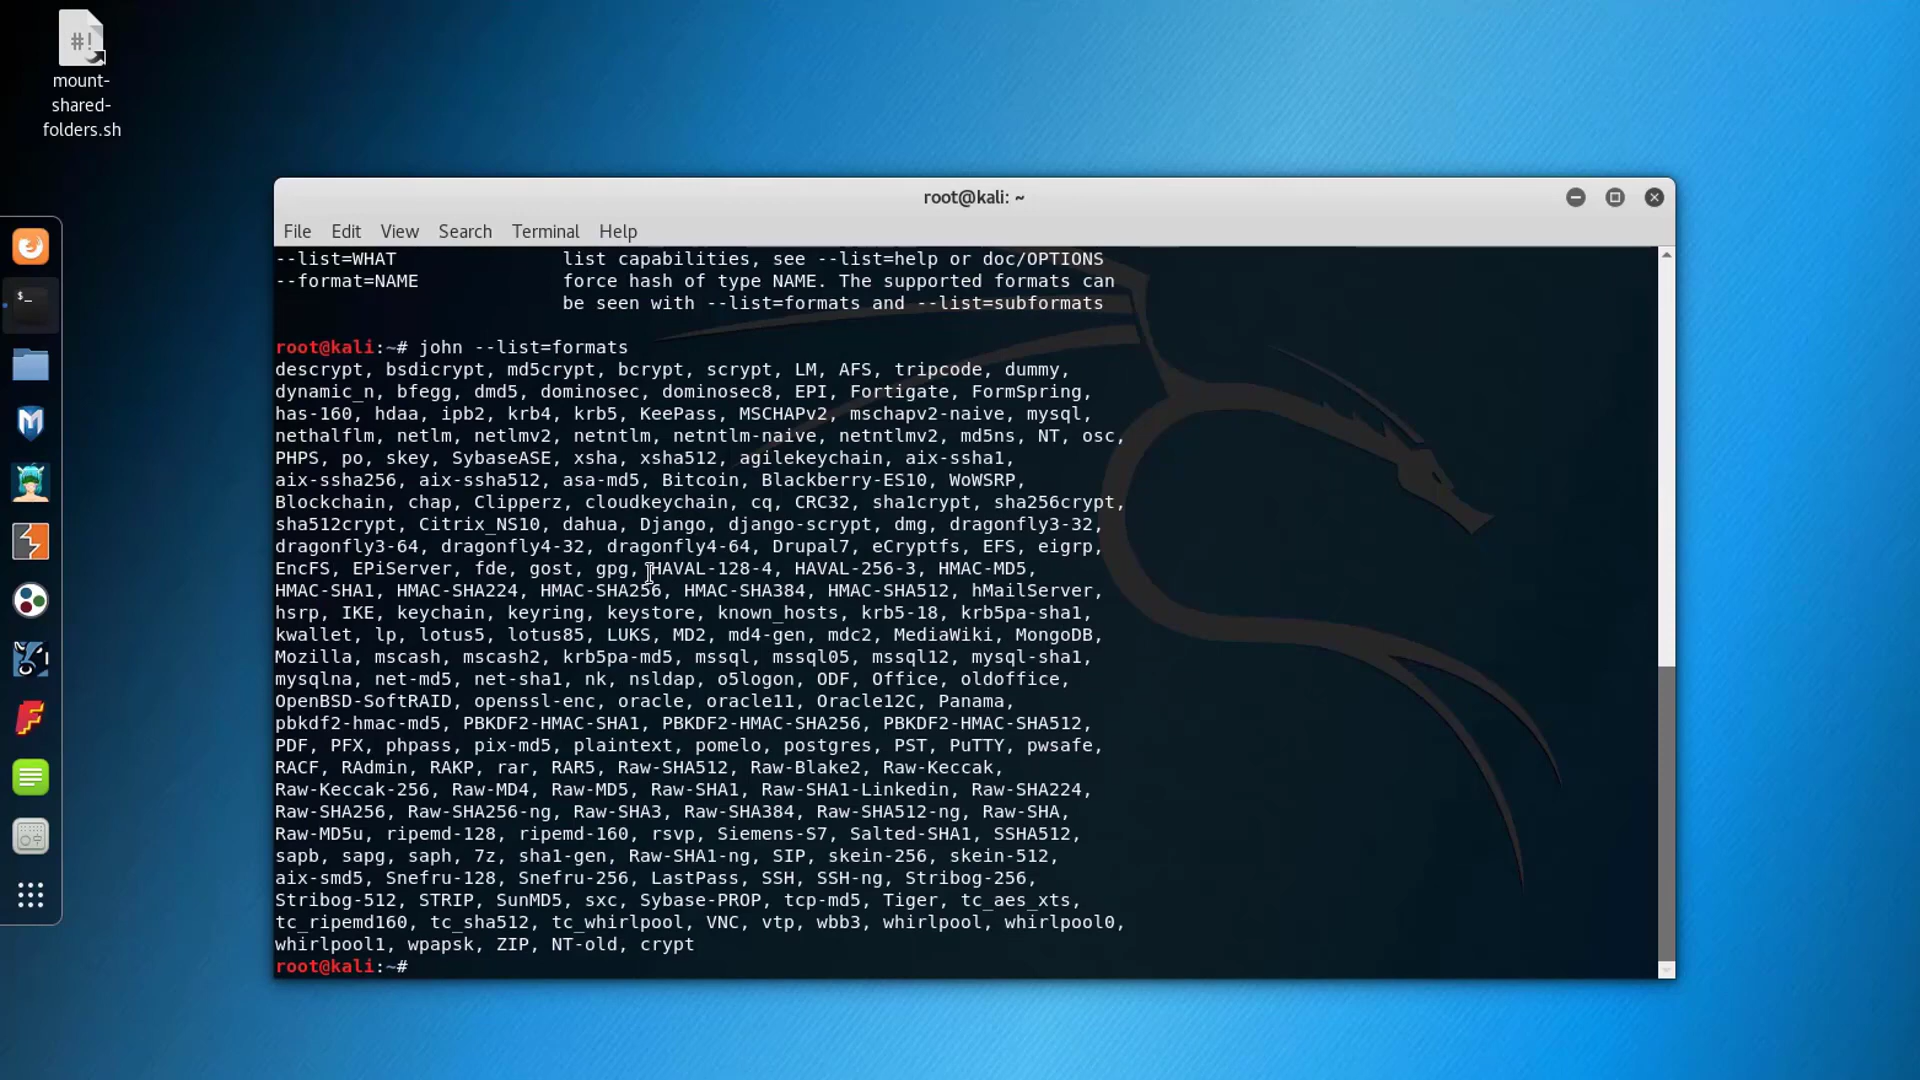 #!
mount-
shared-
folders.sh
root@kali: ~
File Edit View Search Terminal Help
--list=WHAT list capabilities, see --list=help or doc/OPTIONS
--format=NAME force hash of type NAME. The supported formats can
be seen with --list=formats and --list=subformats
root@kali:~# john --list=formats
descrypt, bsdicrypt, md5crypt, bcrypt, scrypt, LM, AFS, tripcode, dummy,
dynamic_n, bfegg, dmd5, dominosec, dominosec8, EPI, Fortigate, FormSpring,
has-160, hdaa, ipb2, krb4, krb5, KeePass, MSCHAPv2, mschapv2-naive, mysql,
nethalflm, netlm, netlmv2, netntlm, netntlm-naive, netntlmv2, md5ns, NT, osc,
PHPS, po, skey, SybaseASE, xsha, xsha512, agilekeychain, aix-ssha1,
aix-ssha256, aix-ssha512, asa-md5, Bitcoin, Blackberry-ES10, WoWSRP,
Blockchain, chap, Clipperz, cloudkeychain, cq, CRC32, sha1crypt, sha256crypt,
sha512crypt, Citrix_NS10, dahua, Django, django-scrypt, dmg, dragonfly3-32,
dragonfly3-64, dragonfly4-32, dragonfly4-64, Drupal7, eCryptfs, EFS, eigrp,
EncFS, EPiServer, fde, gost, gpg, HAVAL-128-4, HAVAL-256-3, HMAC-MD5,
HMAC-SHA1, HMAC-SHA224, HMAC-SHA256, HMAC-SHA384, HMAC-SHA512, hMailServer,
hsrp, IKE, keychain, keyring, keystore, known_hosts, krb5-18, krb5pa-sha1,
kwallet, lp, lotus5, lotus85, LUKS, MD2, md4-gen, mdc2, MediaWiki, MongoDB,
Mozilla, mscash, mscash2, krb5pa-md5, mssql, mssql05, mssql12, mysql-sha1,
mysqlna, net-md5, net-sha1, nk, nsldap, o5logon, ODF, Office, oldoffice,
OpenBSD-SoftRAID, openssl-enc, oracle, oracle11, Oracle12C, Panama,
pbkdf2-hmac-md5, PBKDF2-HMAC-SHA1, PBKDF2-HMAC-SHA256, PBKDF2-HMAC-SHA512,
PDF, PFX, phpass, pix-md5, plaintext, pomelo, postgres, PST, PuTTY, pwsafe,
RACF, RAdmin, RAKP, rar, RAR5, Raw-SHA512, Raw-Blake2, Raw-Keccak,
Raw-Keccak-256, Raw-MD4, Raw-MD5, Raw-SHA1, Raw-SHA1-Linkedin, Raw-SHA224,
Raw-SHA256, Raw-SHA256-ng, Raw-SHA3, Raw-SHA384, Raw-SHA512-ng, Raw-SHA,
Raw-MD5u, ripemd-128, ripemd-160, rsvp, Siemens-S7, Salted-SHA1, SSHA512,
sapb, sapg, saph, 7z, sha1-gen, Raw-SHA1-ng, SIP, skein-256, skein-512,
aix-smd5, Snefru-128, Snefru-256, LastPass, SSH, SSH-ng, Stribog-256,
Stribog-512, STRIP, SunMD5, sxc, Sybase-PROP, tcp-md5, Tiger, tc_aes_xts,
tc_ripemd160, tc_sha512, tc_whirlpool, VNC, vtp, wbb3, whirlpool, whirlpool0,
whirlpool1, wpapsk, ZIP, NT-old, crypt
root@kali:~#